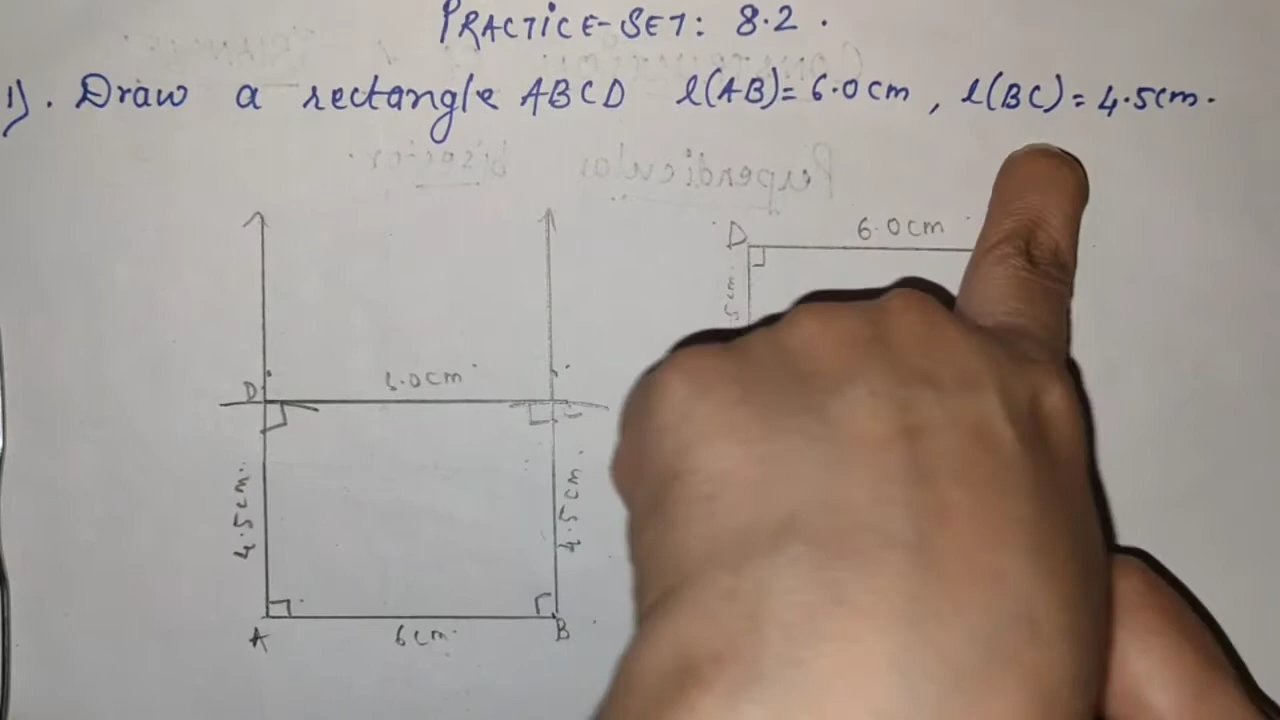 PRACTICE-SET: 8.2.
1). Draw a rectangle ABCD l(AB)= 6.0cm, l(BC)= 4.5cm.
D 6.0cm
5cm.
D 6.0cm C
4.5cm. 4.5cm.
A 6cm. B